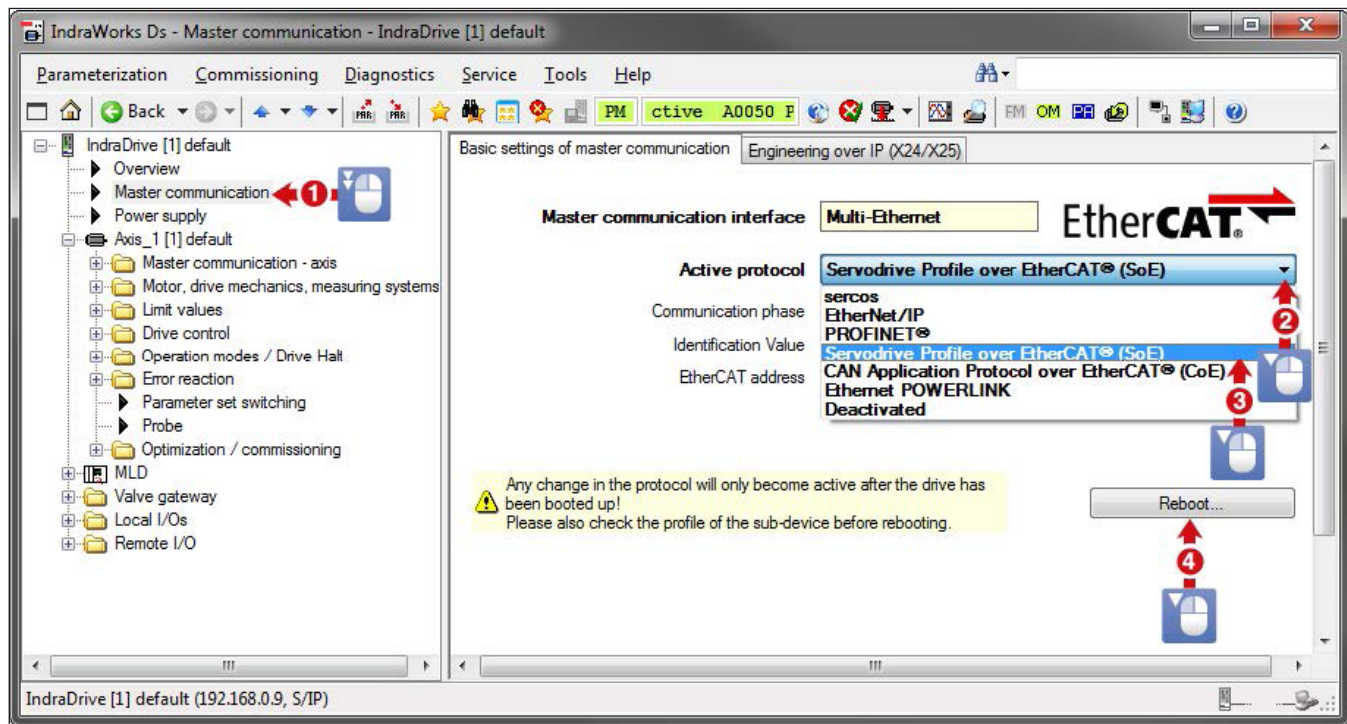 IndraWorks Ds - Master communication - IndraDrive [1] default
Parameterization Commissioning Diagnostics Service Tools Help
Back PAR PAR PM ctive A0050 P FM OM PA
IndraDrive [1] default
Overview
Master communication 1
Power supply
Axis_1 [1] default
Master communication - axis
Motor, drive mechanics, measuring systems
Limit values
Drive control
Operation modes / Drive Halt
Error reaction
Parameter set switching
Probe
Optimization / commissioning
MLD
Valve gateway
Local I/Os
Remote I/O
Basic settings of master communication Engineering over IP (X24/X25)
Master communication interface Multi-Ethernet EtherCAT®
Active protocol Servodrive Profile over EtherCAT® (SoE)
Communication phase
Identification Value
EtherCAT address
sercos
EtherNet/IP
PROFINET®
Servodrive Profile over EtherCAT® (SoE)
CAN Application Protocol over EtherCAT® (CoE)
Ethernet POWERLINK
Deactivated
2
3
Any change in the protocol will only become active after the drive has
been booted up!
Please also check the profile of the sub-device before rebooting.
Reboot...
4
IndraDrive [1] default (192.168.0.9, S/IP)